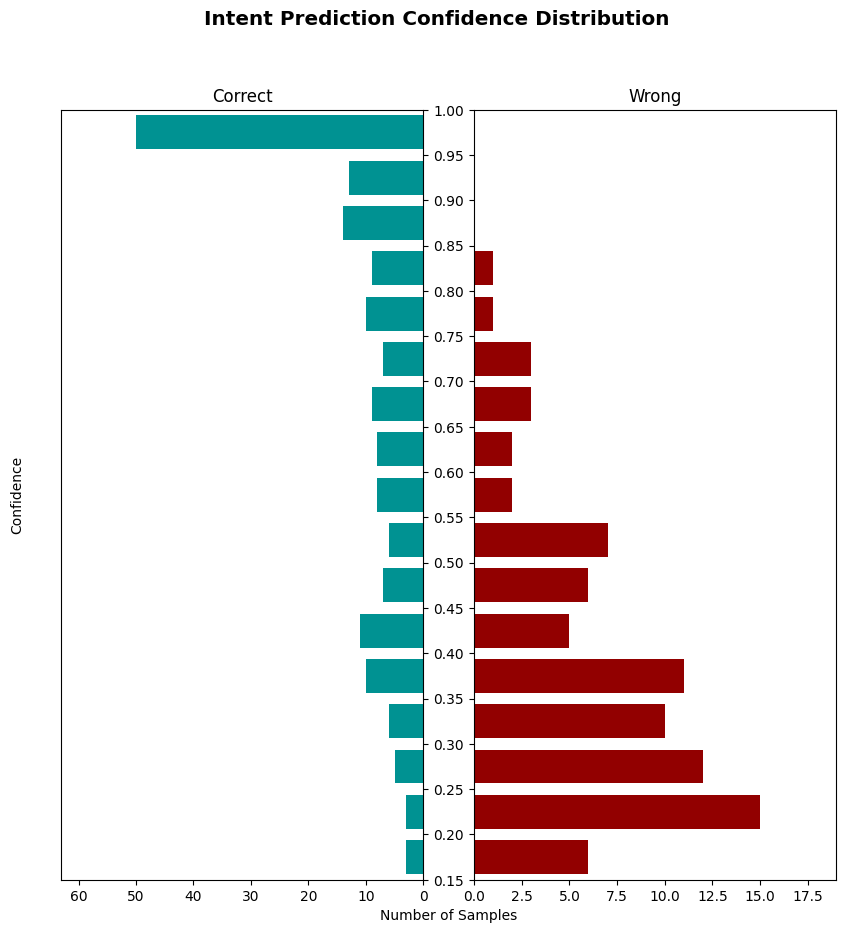 Intent Prediction Confidence Distribution
Correct
Wrong
1.00
0.95
0.90
0.85
0.80
0.75
0.70
0.65
0.60
0.55
0.50
0.45
0.40
0.35
0.30
0.25
0.20
0.15
Confidence
60 50 40 30 20 10 0
0.0 2.5 5.0 7.5 10.0 12.5 15.0 17.5
Number of Samples